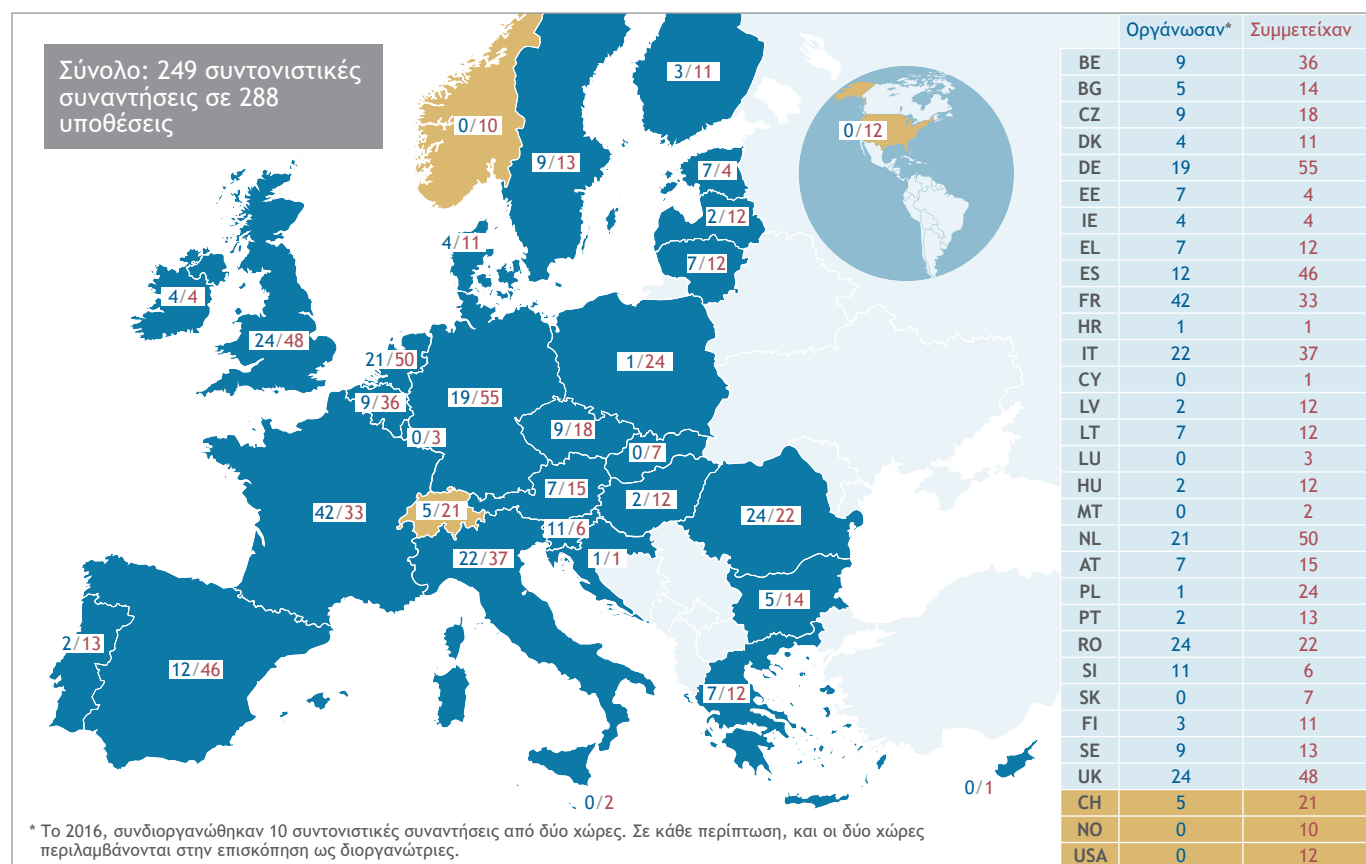 Σύνολο: 249 συντονιστικές
συναντήσεις σε 288
υποθέσεις
3/11
0/10
0/12
9/13
7/4
2/12
4/11
7/12
4/4
24/48
21/50
1/24
9/36
19/55
9/18
0/3
0/7
7/15
2/12
42/33
5/21
24/22
11/6
22/37
1/1
5/14
2/13
12/46
7/12
0/1
0/2
* Το 2016, συνδιοργανώθηκαν 10 συντονιστικές συναντήσεις από δύο χώρες. Σε κάθε περίπτωση, και οι δύο χώρες
περιλαμβάνονται στην επισκόπηση ως διοργανώτριες.
Οργάνωσαν* Συμμετείχαν
BE 9 36
BG 5 14
CZ 9 18
DK 4 11
DE 19 55
EE 7 4
IE 4 4
EL 7 12
ES 12 46
FR 42 33
HR 1 1
IT 22 37
CY 0 1
LV 2 12
LT 7 12
LU 0 3
HU 2 12
MT 0 2
NL 21 50
AT 7 15
PL 1 24
PT 2 13
RO 24 22
SI 11 6
SK 0 7
FI 3 11
SE 9 13
UK 24 48
CH 5 21
NO 0 10
USA 0 12